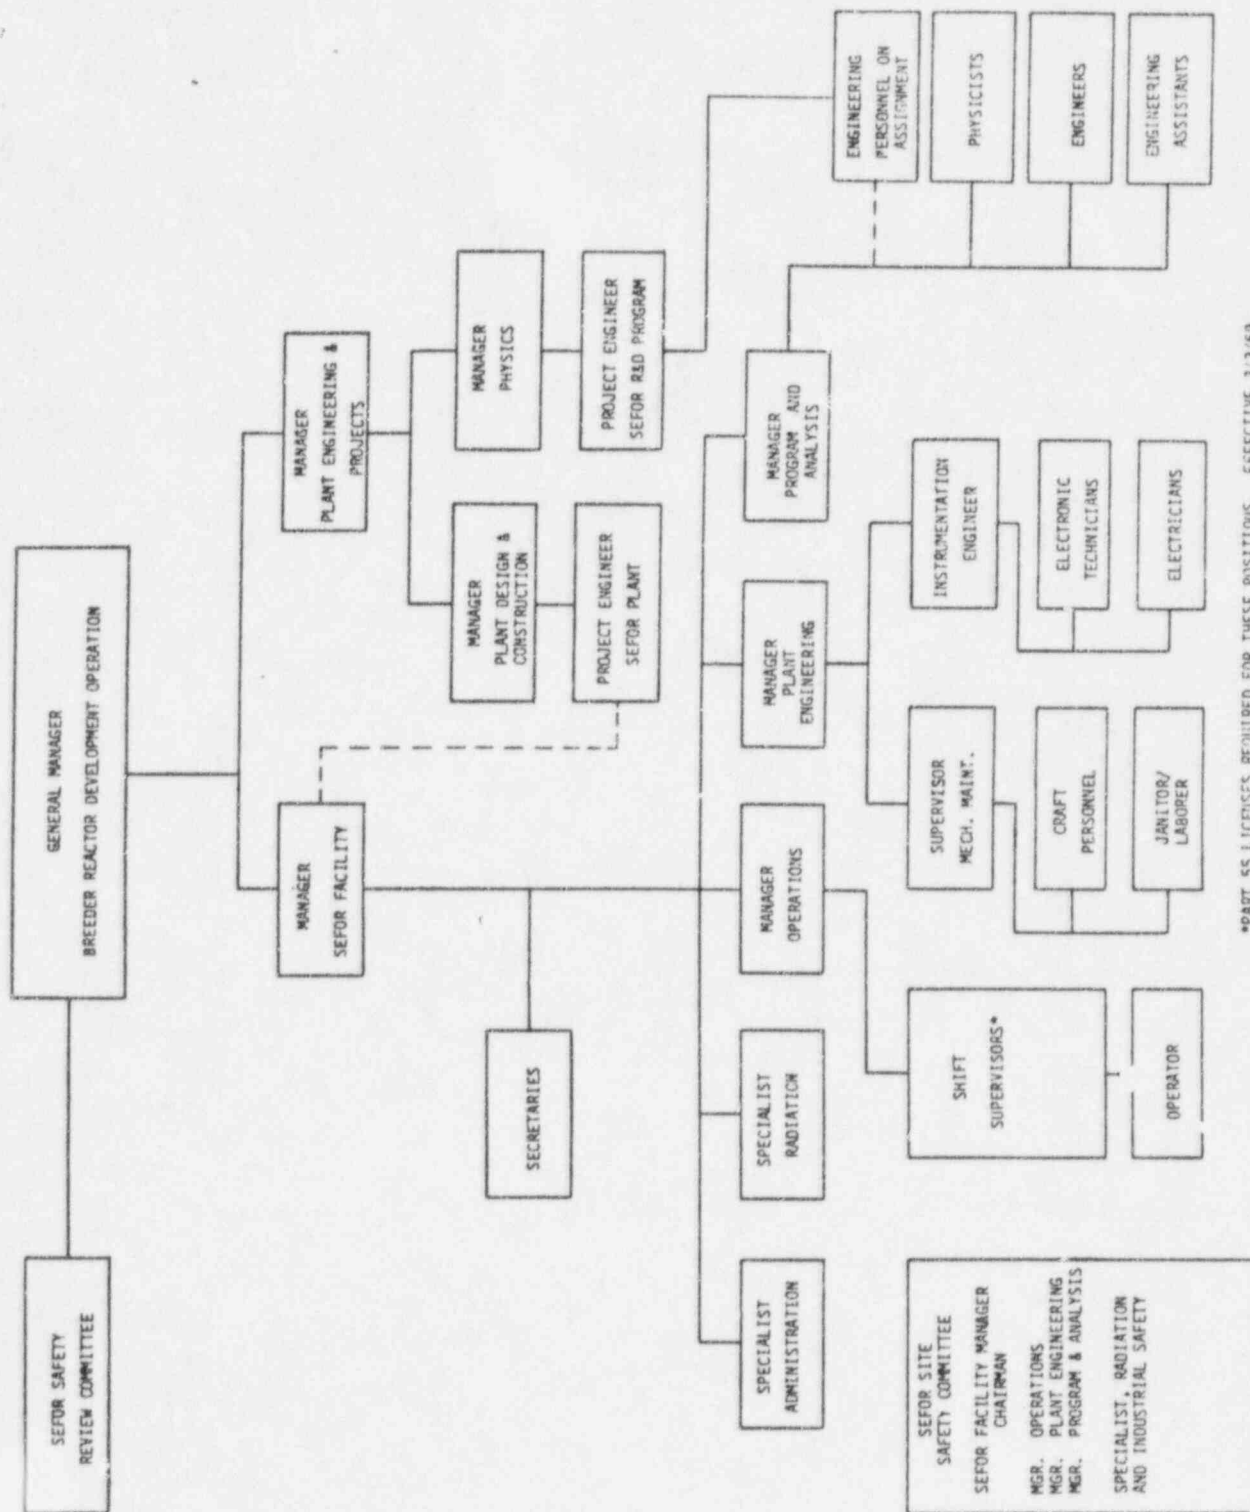 SEFOR SAFETY
REVIEW COMMITTEE
GENERAL MANAGER
BREEDER REACTOR DEVELOPMENT OPERATION
MANAGER
SEFOR FACILITY
MANAGER
PLANT ENGINEERING &
PROJECTS
SECRETARIES
MANAGER
PLANT DESIGN &
CONSTRUCTION
MANAGER
PHYSICS
PROJECT ENGINEER
SEFOR PLANT
PROJECT ENGINEER
SEFOR R&D PROGRAM
SPECIALIST
ADMINISTRATION
SPECIALIST
RADIATION
MANAGER
OPERATIONS
MANAGER
PLANT
ENGINEERING
MANAGER
PROGRAM AND
ANALYSIS
ENGINEERING
PERSONNEL ON
ASSIGNMENT
PHYSICISTS
ENGINEERS
ENGINEERING
ASSISTANTS
SEFOR SITE
SAFETY COMMITTEE
SEFOR FACILITY MANAGER
CHAIRMAN
MGR. OPERATIONS
MGR. PLANT ENGINEERING
MGR. PROGRAM & ANALYSIS
SPECIALIST, RADIATION
AND INDUSTRIAL SAFETY
SHIFT
SUPERVISORS*
OPERATOR
SUPERVISOR
MECH. MAINT.
CRAFT
PERSONNEL
JANITOR/
LABORER
INSTRUMENTATION
ENGINEER
ELECTRONIC
TECHNICIANS
ELECTRICIANS
*PART 55 LICENSES REQUIRED FOR THESE POSITIONS. EFFECTIVE